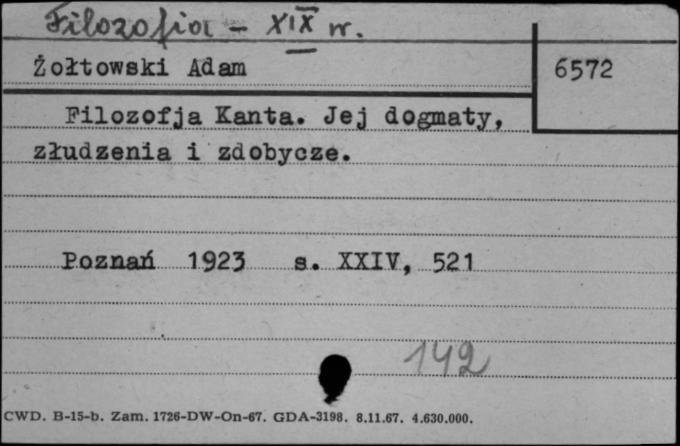 Filozofia - XIX w.
Żołtowski Adam
6572
Filozofja Kanta. Jej dogmaty,
złudzenia i zdobycze.
Poznań 1923 s. XXIV, 521
142
CWD. B-15-b. Zam. 1726-DW-On-67. GDA-3198. 8.11.67. 4.630.000.